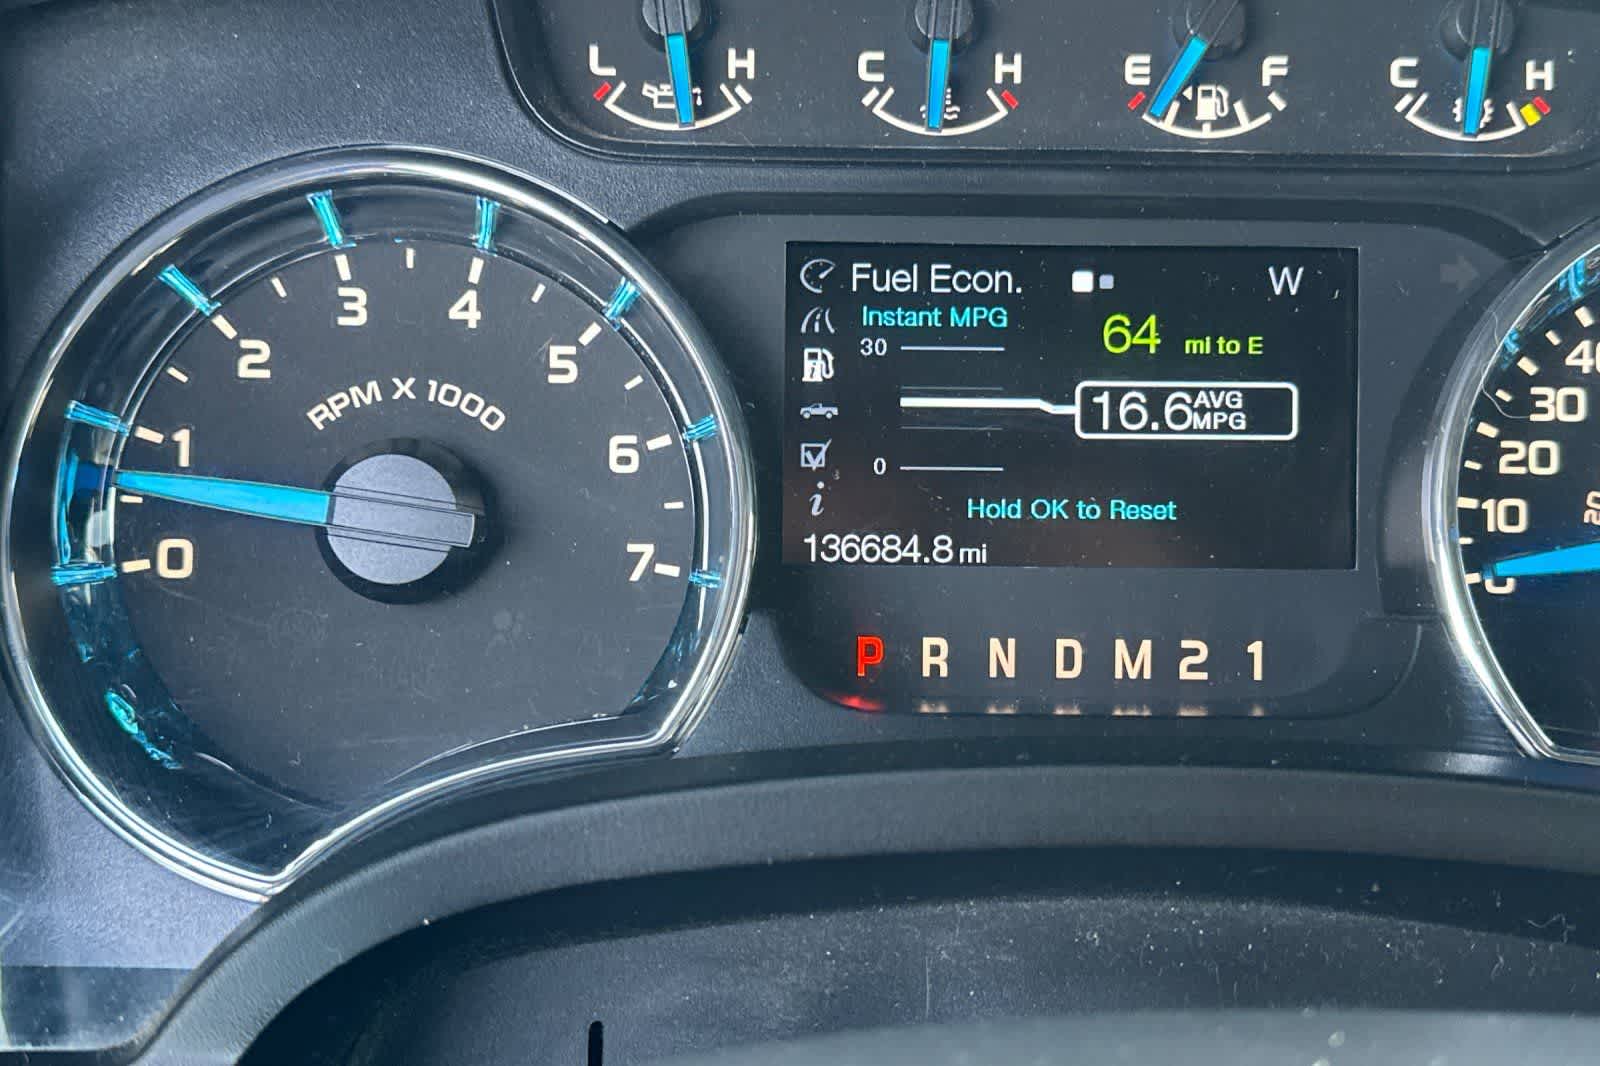 L H
C H
E F
C H
0 1 2 3 4 5 6 7
RPM X 1000
Fuel Econ.
W
Instant MPG
64 mi to E
30
16.6 AVG MPG
0
Hold OK to Reset
136684.8 mi
P R N D M 2 1
0 10 20 30